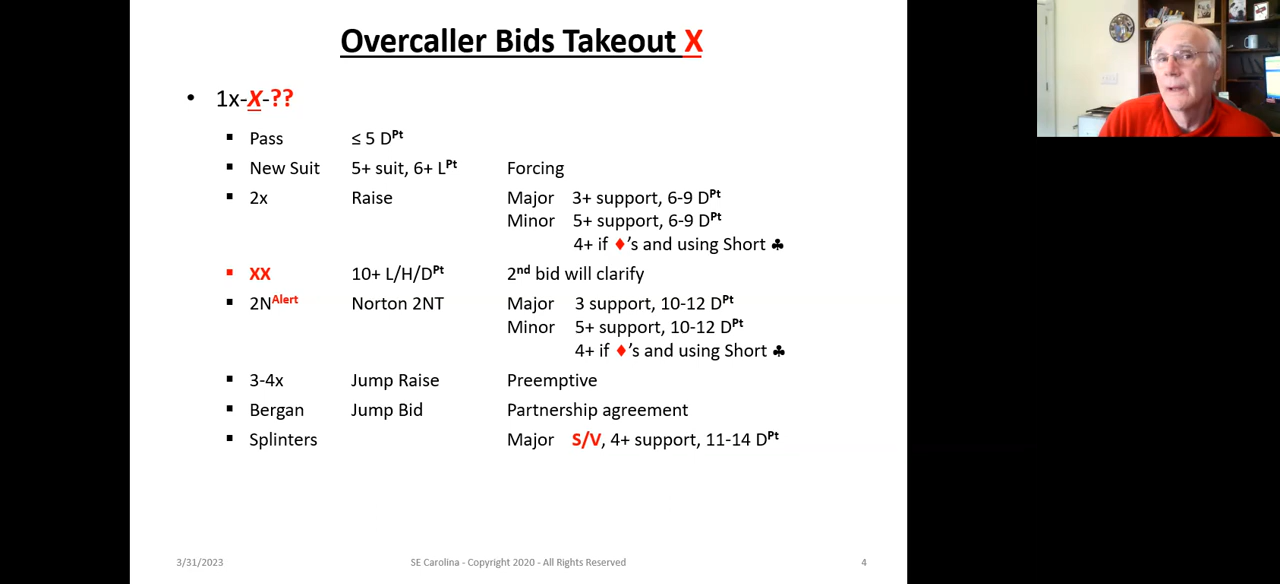 Overcaller Bids Takeout X
• 1x-X-??
▪ Pass ≤ 5 DPt
▪ New Suit 5+ suit, 6+ LPt Forcing
▪ 2x Raise Major 3+ support, 6-9 DPt
Minor 5+ support, 6-9 DPt
4+ if ♦'s and using Short ♣
▪ XX 10+ L/H/DPt 2nd bid will clarify
▪ 2NAlert Norton 2NT Major 3 support, 10-12 DPt
Minor 5+ support, 10-12 DPt
4+ if ♦'s and using Short ♣
▪ 3-4x Jump Raise Preemptive
▪ Bergan Jump Bid Partnership agreement
▪ Splinters Major S/V, 4+ support, 11-14 DPt
3/31/2023 SE Carolina - Copyright 2020 - All Rights Reserved 4